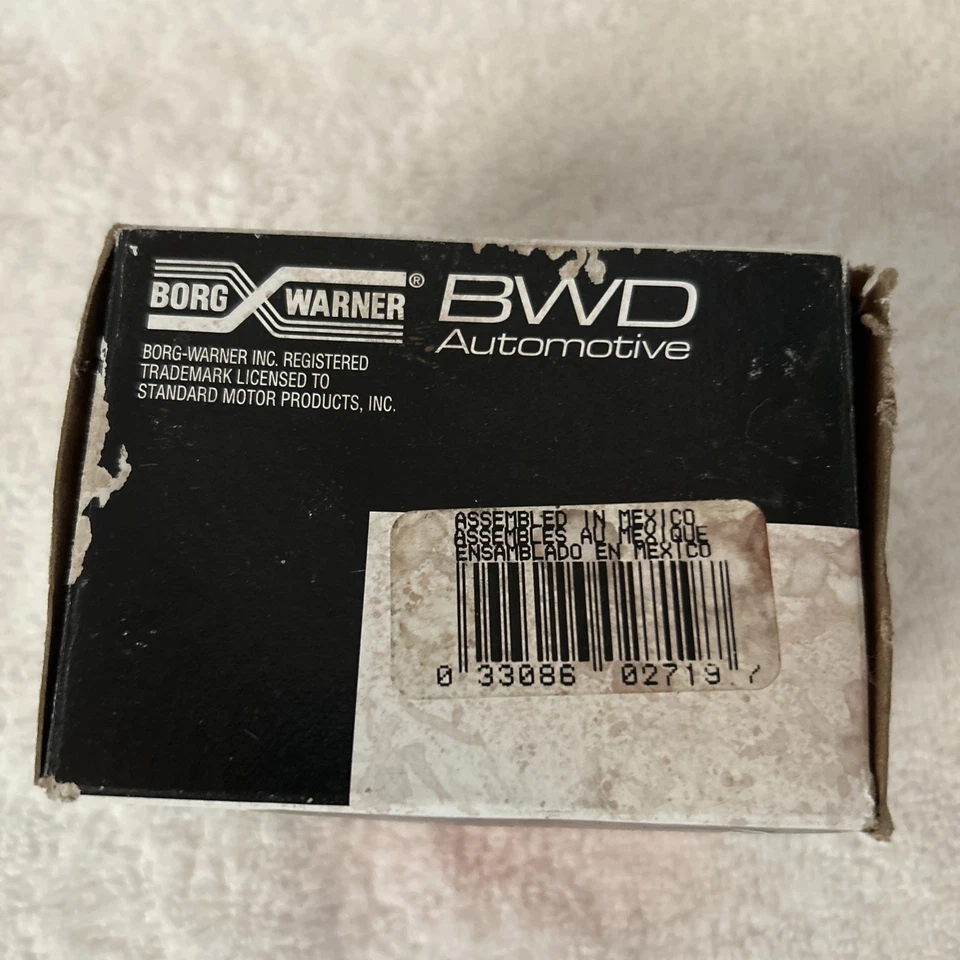 BORG WARNER®
BWD
Automotive
BORG-WARNER INC. REGISTERED
TRADEMARK LICENSED TO
STANDARD MOTOR PRODUCTS, INC.
ASSEMBLED IN MEXICO
ASSEMBLES AU MEXIQUE
ENSAMBLADO EN MEXICO
0 33086 02719 7